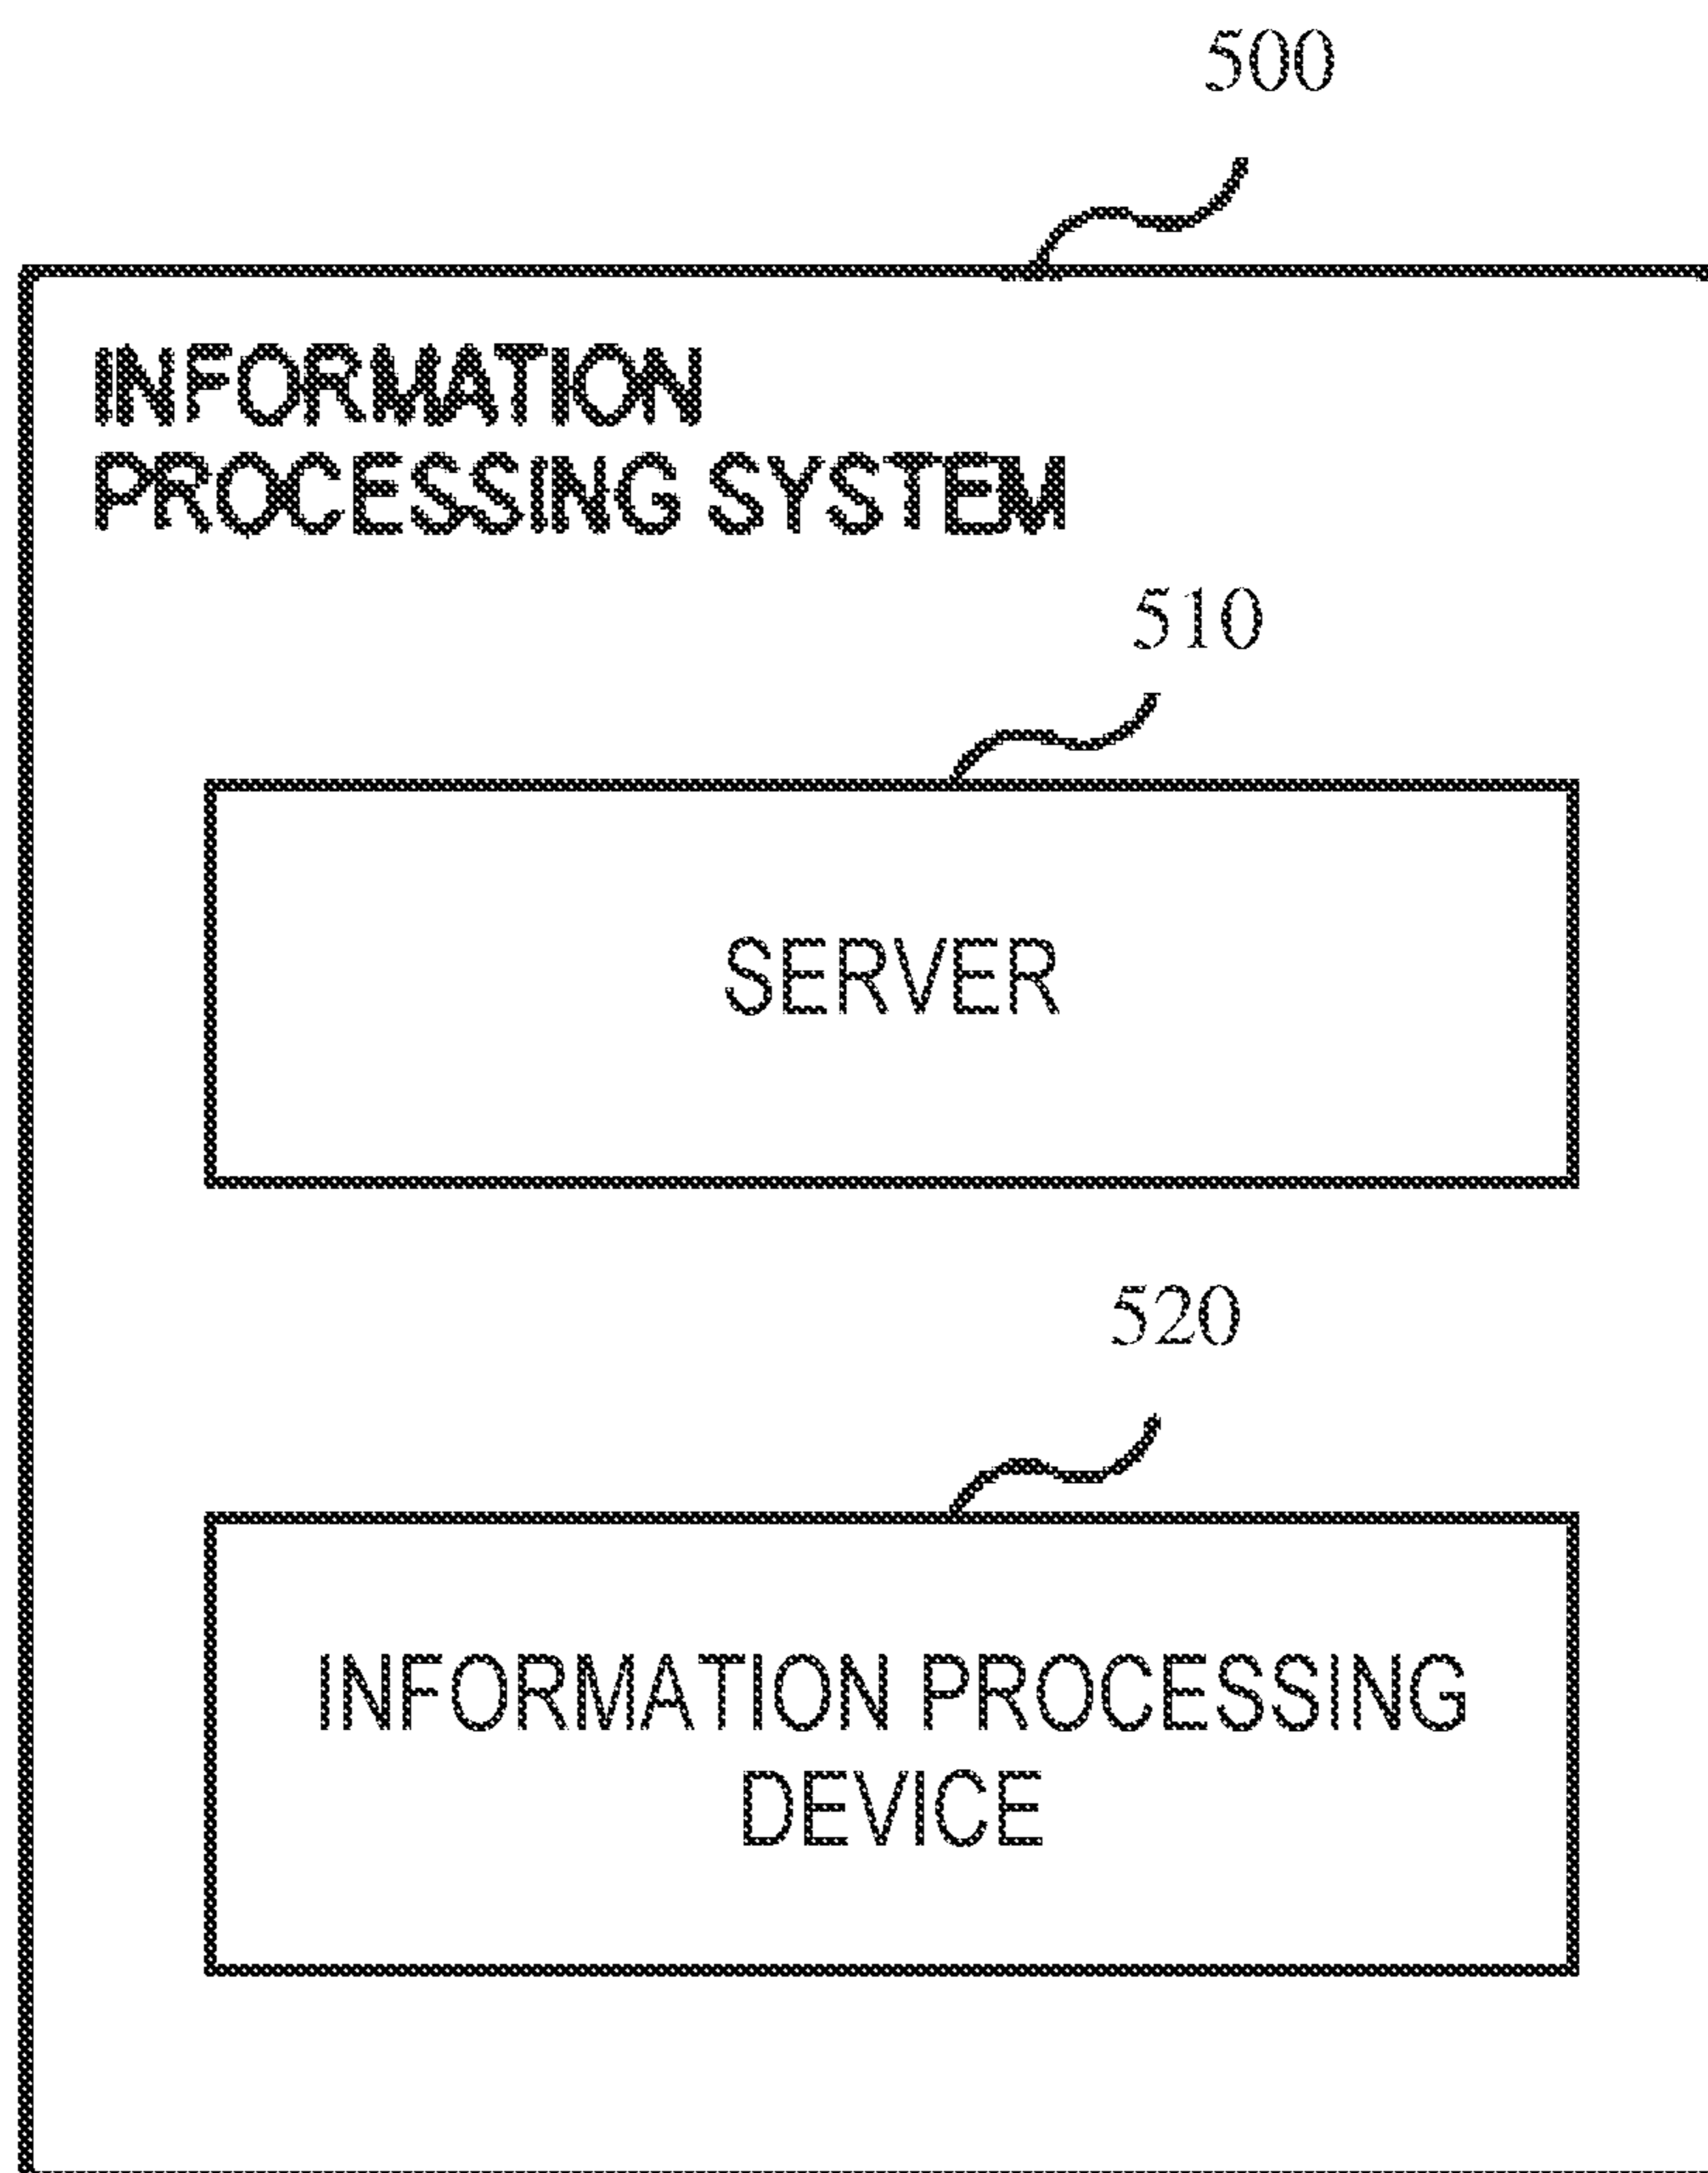 500
INFORMATION
PROCESSING SYSTEM
510
SERVER
520
INFORMATION PROCESSING
DEVICE